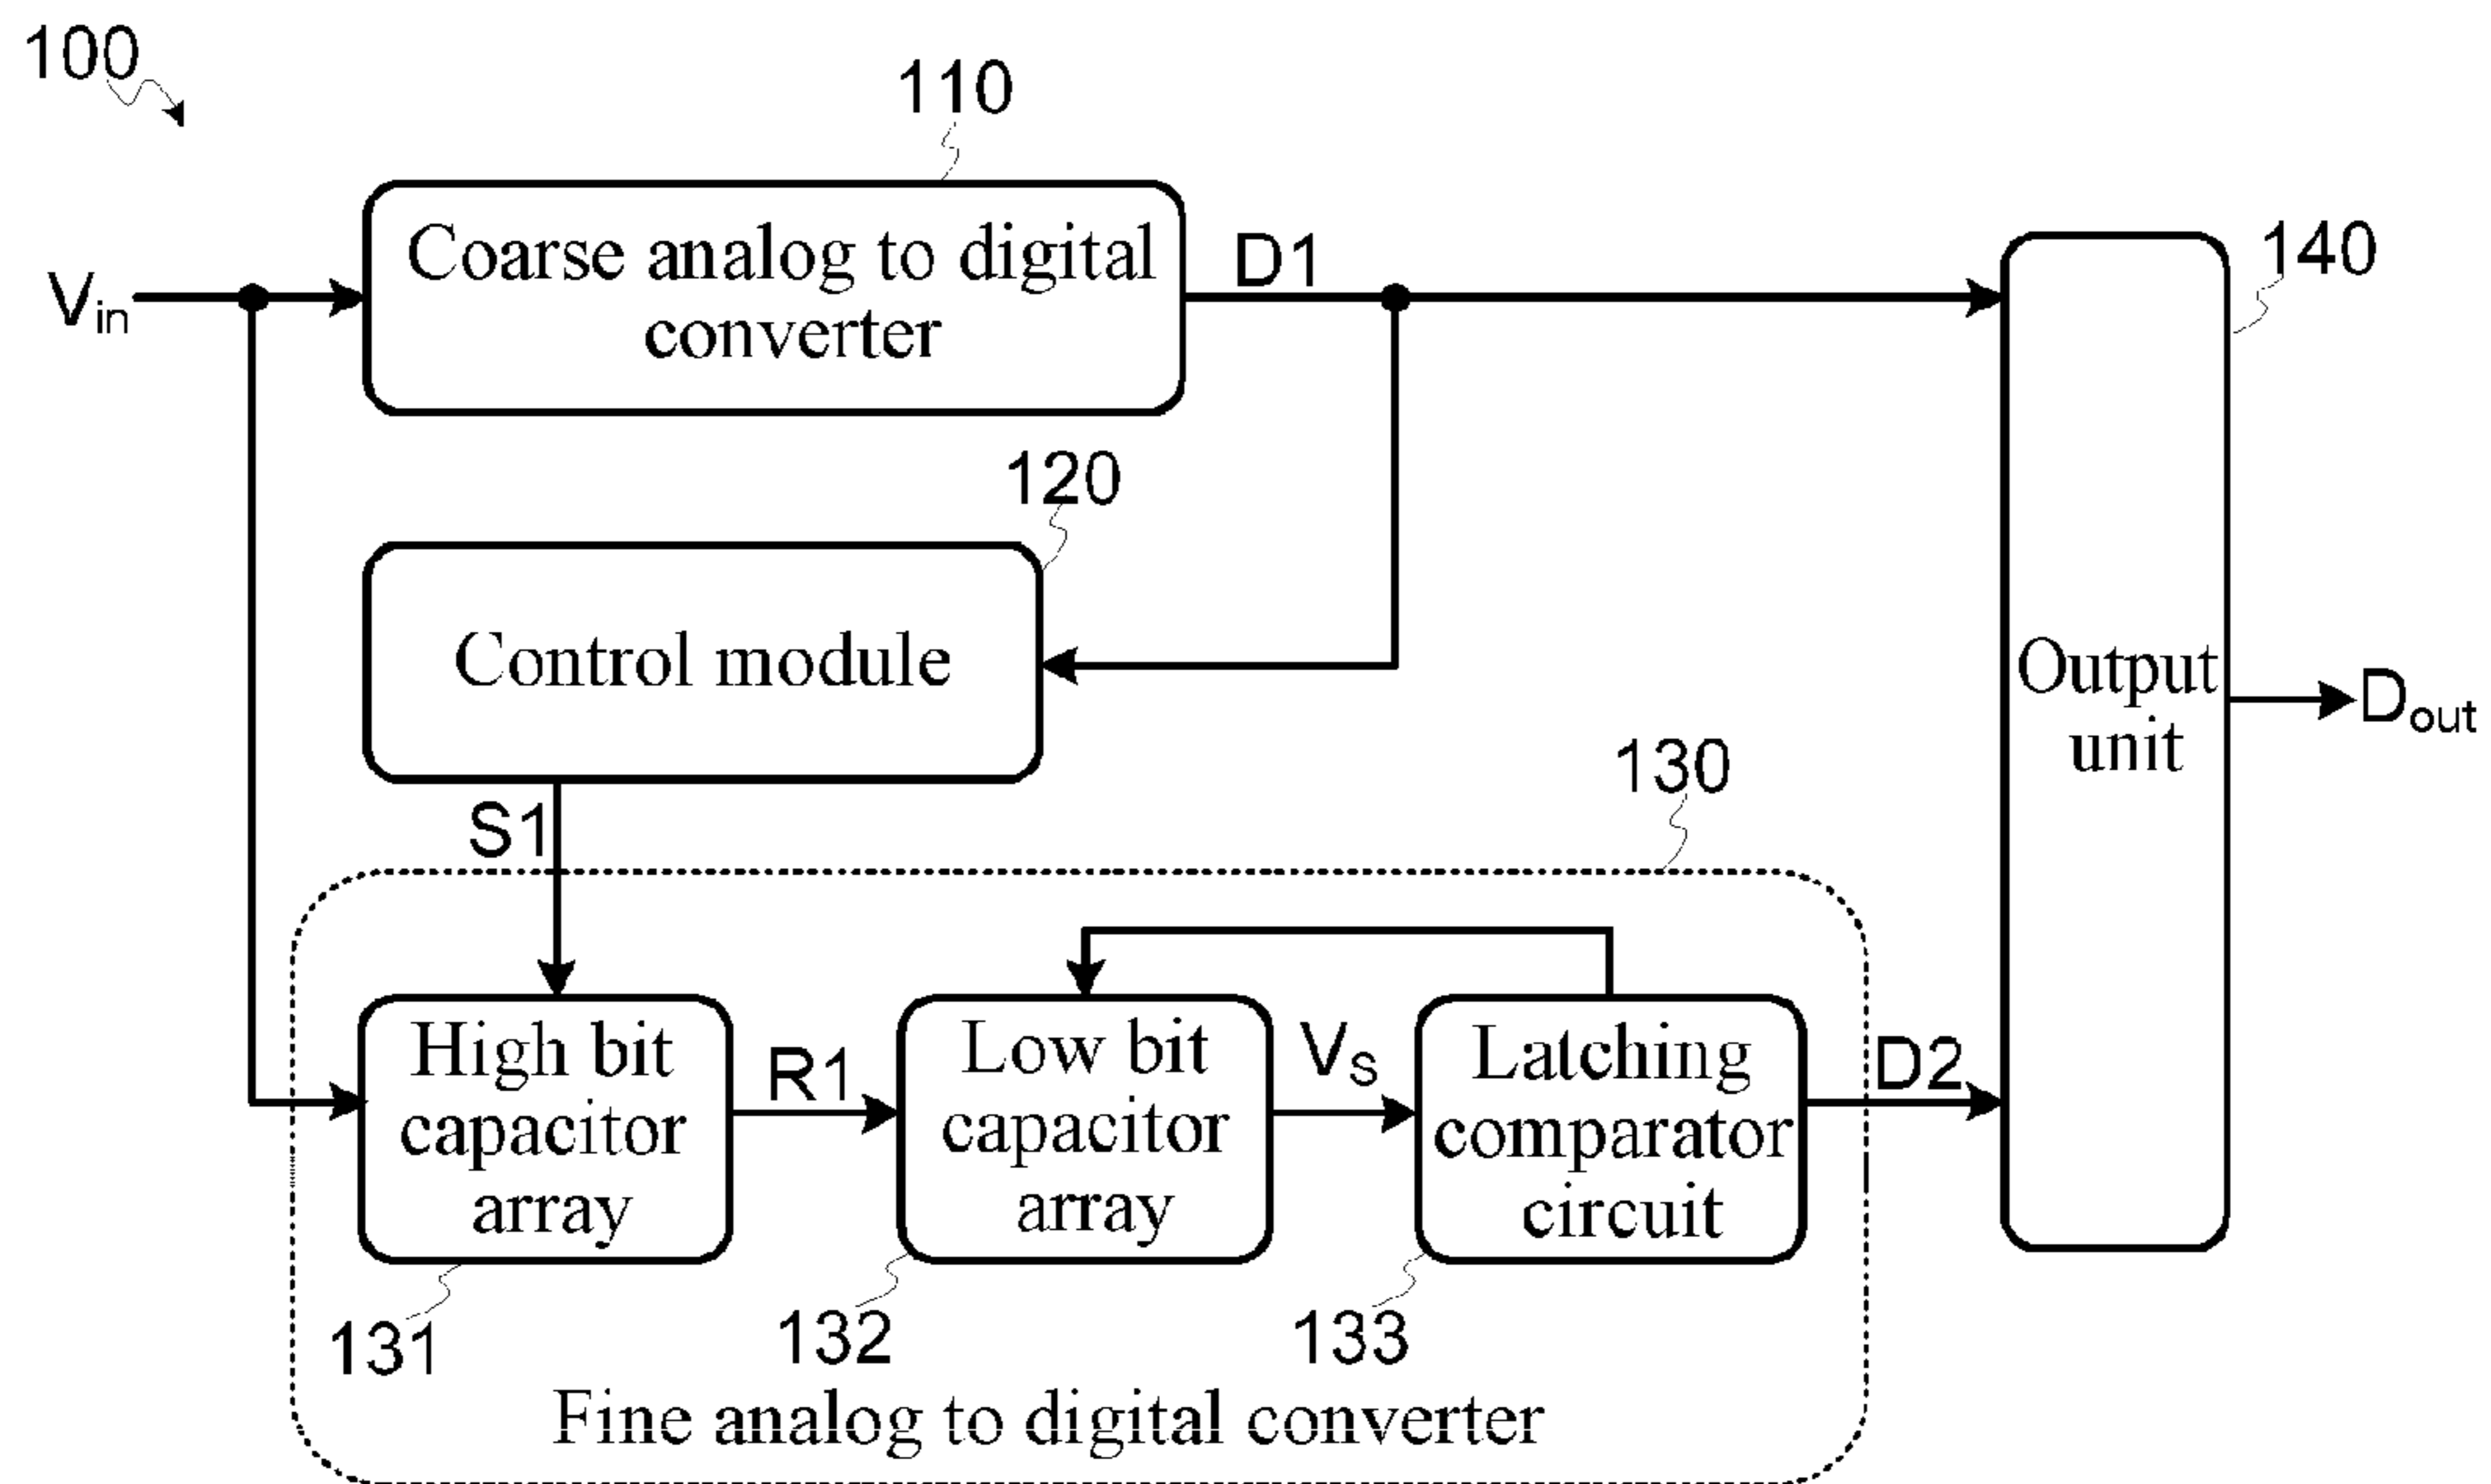 100
110
Coarse analog to digital
converter
D1
140
Vin
120
Control module
Output
unit
Dout
130
S1
High bit
capacitor
array
R1
Low bit
capacitor
array
VS
Latching
comparator
circuit
D2
131
132
133
Fine analog to digital converter